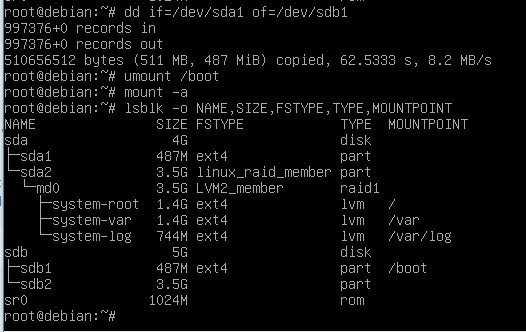 root@debian:~# dd if=/dev/sda1 of=/dev/sdb1
997376+0 records in
997376+0 records out
510656512 bytes (511 MB, 487 MiB) copied, 62.5333 s, 8.2 MB/s
root@debian:~# umount /boot
root@debian:~# mount -a
root@debian:~# lsblk -o NAME,SIZE,FSTYPE,TYPE,MOUNTPOINT
NAME SIZE FSTYPE TYPE MOUNTPOINT
sda 4G disk
├─sda1 487M ext4 part
└─sda2 3.5G linux_raid_member part
└─md0 3.5G LVM2_member raid1
├─system-root 1.4G ext4 lvm /
├─system-var 1.4G ext4 lvm /var
└─system-log 744M ext4 lvm /var/log
sdb 5G disk
├─sdb1 487M ext4 part /boot
└─sdb2 3.5G part
sr0 1024M rom
root@debian:~#